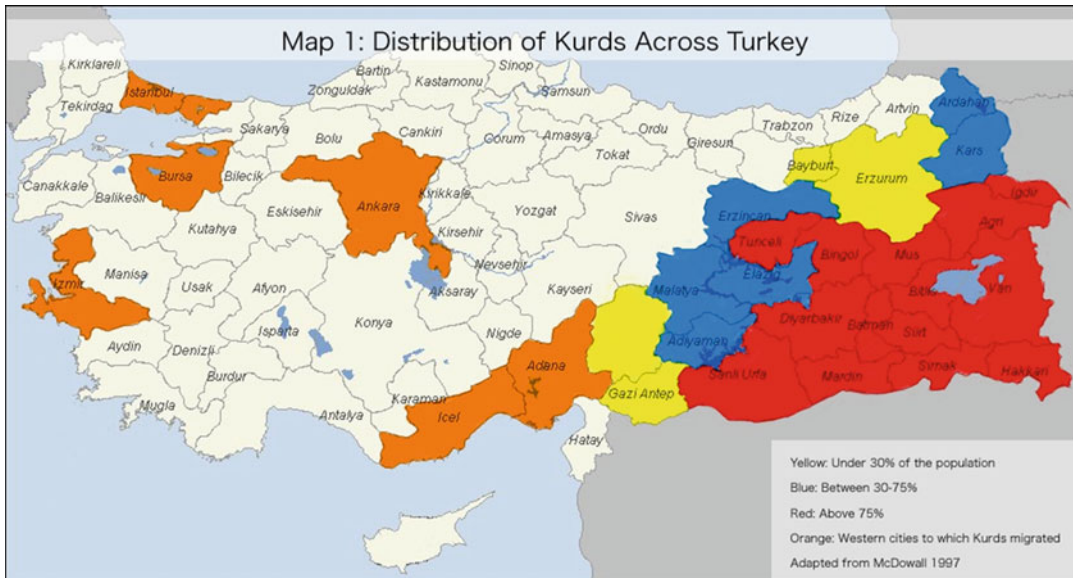 Map 1: Distribution of Kurds Across Turkey
Kirklareli
Istanbul
Tekirdag
Zonguldak
Bartin
Kastamonu
Sinop
Samsun
Sakarya
Bolu
Cankiri
Corum
Amasya
Ordu
Giresun
Trabzon
Rize
Artvin
Ardahan
Kars
Tokat
Bayburt
Erzurum
Canakkale
Balikesir
Bursa
Bilecik
Eskisehir
Ankara
Kirikkale
Yozgat
Sivas
Erzincan
Igdir
Agri
Kutahya
Kirsehir
Nevsehir
Tunceli
Bingol
Mus
Izmir
Manisa
Usak
Afyon
Aksaray
Kayseri
Malatya
Elazig
Bitlis
Van
Konya
Isparta
Nigde
Diyarbakir
Batman
Siirt
Adiyaman
Aydin
Denizli
Burdur
Adana
Sanli Urfa
Mardin
Sirnak
Hakkari
Mugla
Antalya
Karaman
Icel
Gazi Antep
Hatay
Yellow: Under 30% of the population
Blue: Between 30-75%
Red: Above 75%
Orange: Western cities to which Kurds migrated
Adapted from McDowall 1997